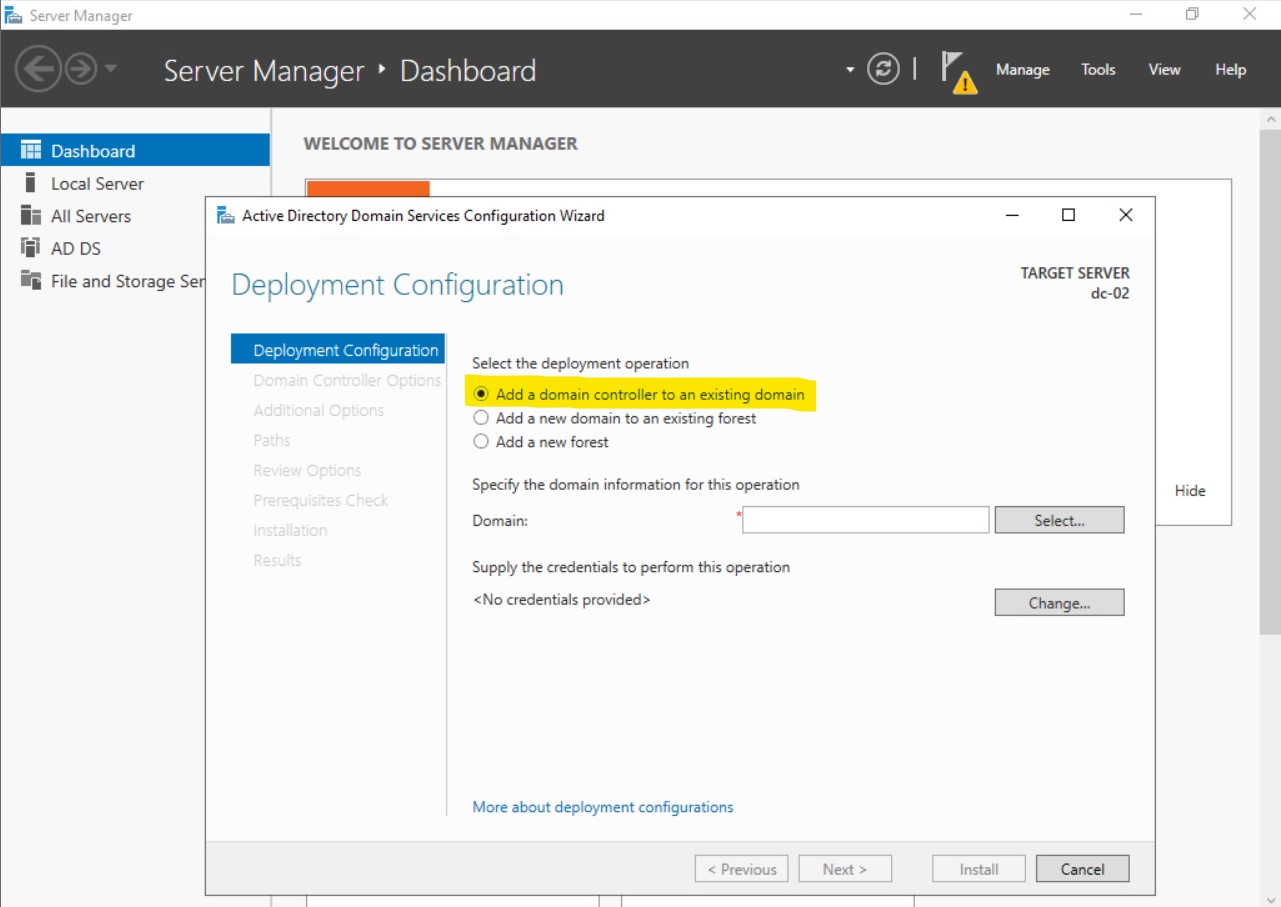 Server Manager
Server Manager ‣ Dashboard
Manage Tools View Help
Dashboard
Local Server
All Servers
AD DS
File and Storage Ser
WELCOME TO SERVER MANAGER
Hide
Active Directory Domain Services Configuration Wizard
Deployment Configuration
TARGET SERVER
dc-02
Deployment Configuration
Domain Controller Options
Additional Options
Paths
Review Options
Prerequisites Check
Installation
Results
Select the deployment operation
Add a domain controller to an existing domain
Add a new domain to an existing forest
Add a new forest
Specify the domain information for this operation
Domain: * Select...
Supply the credentials to perform this operation
<No credentials provided> Change...
More about deployment configurations
< Previous Next > Install Cancel